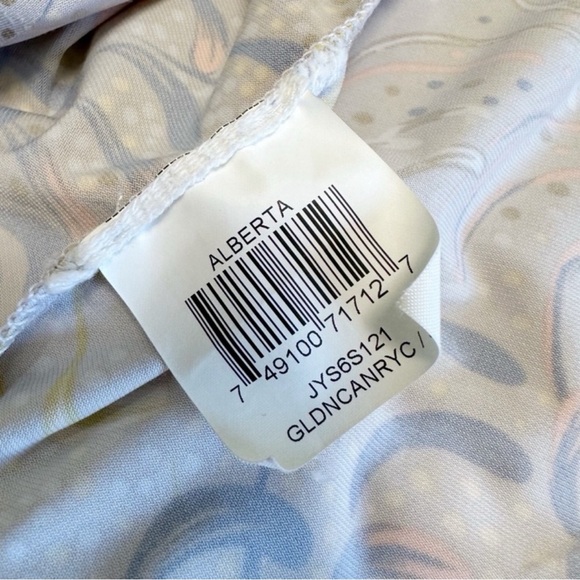 ALBERTA
7 49100 71712 7
JYS6S121
GLDNCANRYC /